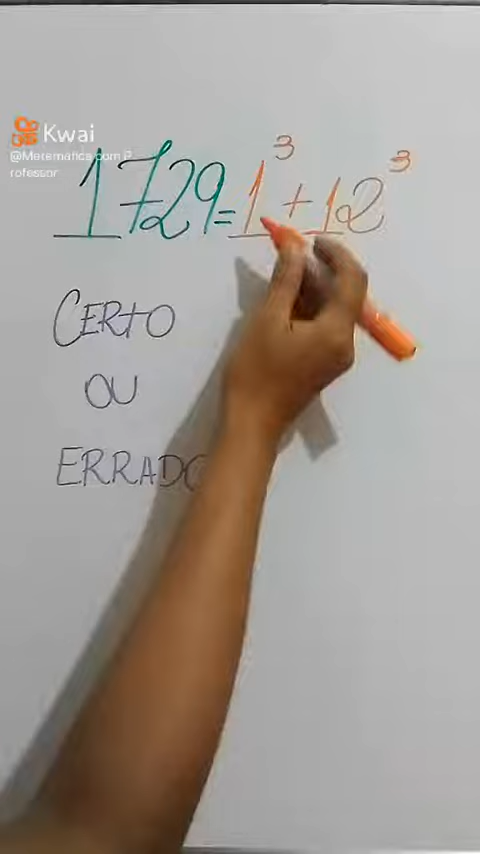 Kwai
@Matematica com P
rofessor
1729=1³+12³
CERTO
OU
ERRADO